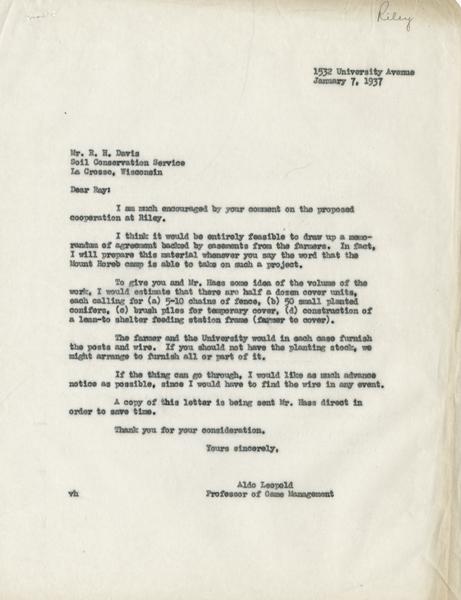 Riley
1532 University Avenue
January 7, 1937
Mr. R. H. Davis
Soil Conservation Service
La Crosse, Wisconsin
Dear Ray:
I am much encouraged by your comment on the proposed
cooperation at Riley.
I think it would be entirely feasible to draw up a memo-
randum of agreement backed by easements from the farmers. In fact,
I will prepare this material whenever you say the word that the
Mount Horeb camp is able to take on such a project.
To give you and Mr. Hass some idea of the volume of the
work, I would estimate that there are half a dozen cover units,
each calling for (a) 5-10 chains of fence, (b) 50 small planted
conifers, (c) brush piles for temporary cover, (d) construction of
a lean-to shelter feeding station frame (farmer to cover).
The farmer and the University would in each case furnish
the posts and wire. If you should not have the planting stock, we
might arrange to furnish all or part of it.
If the thing can go through, I would like as much advance
notice as possible, since I would have to find the wire in any event.
A copy of this letter is being sent Mr. Hass direct in
order to save time.
Thank you for your consideration.
Yours sincerely,
Aldo Leopold
vh Professor of Game Management